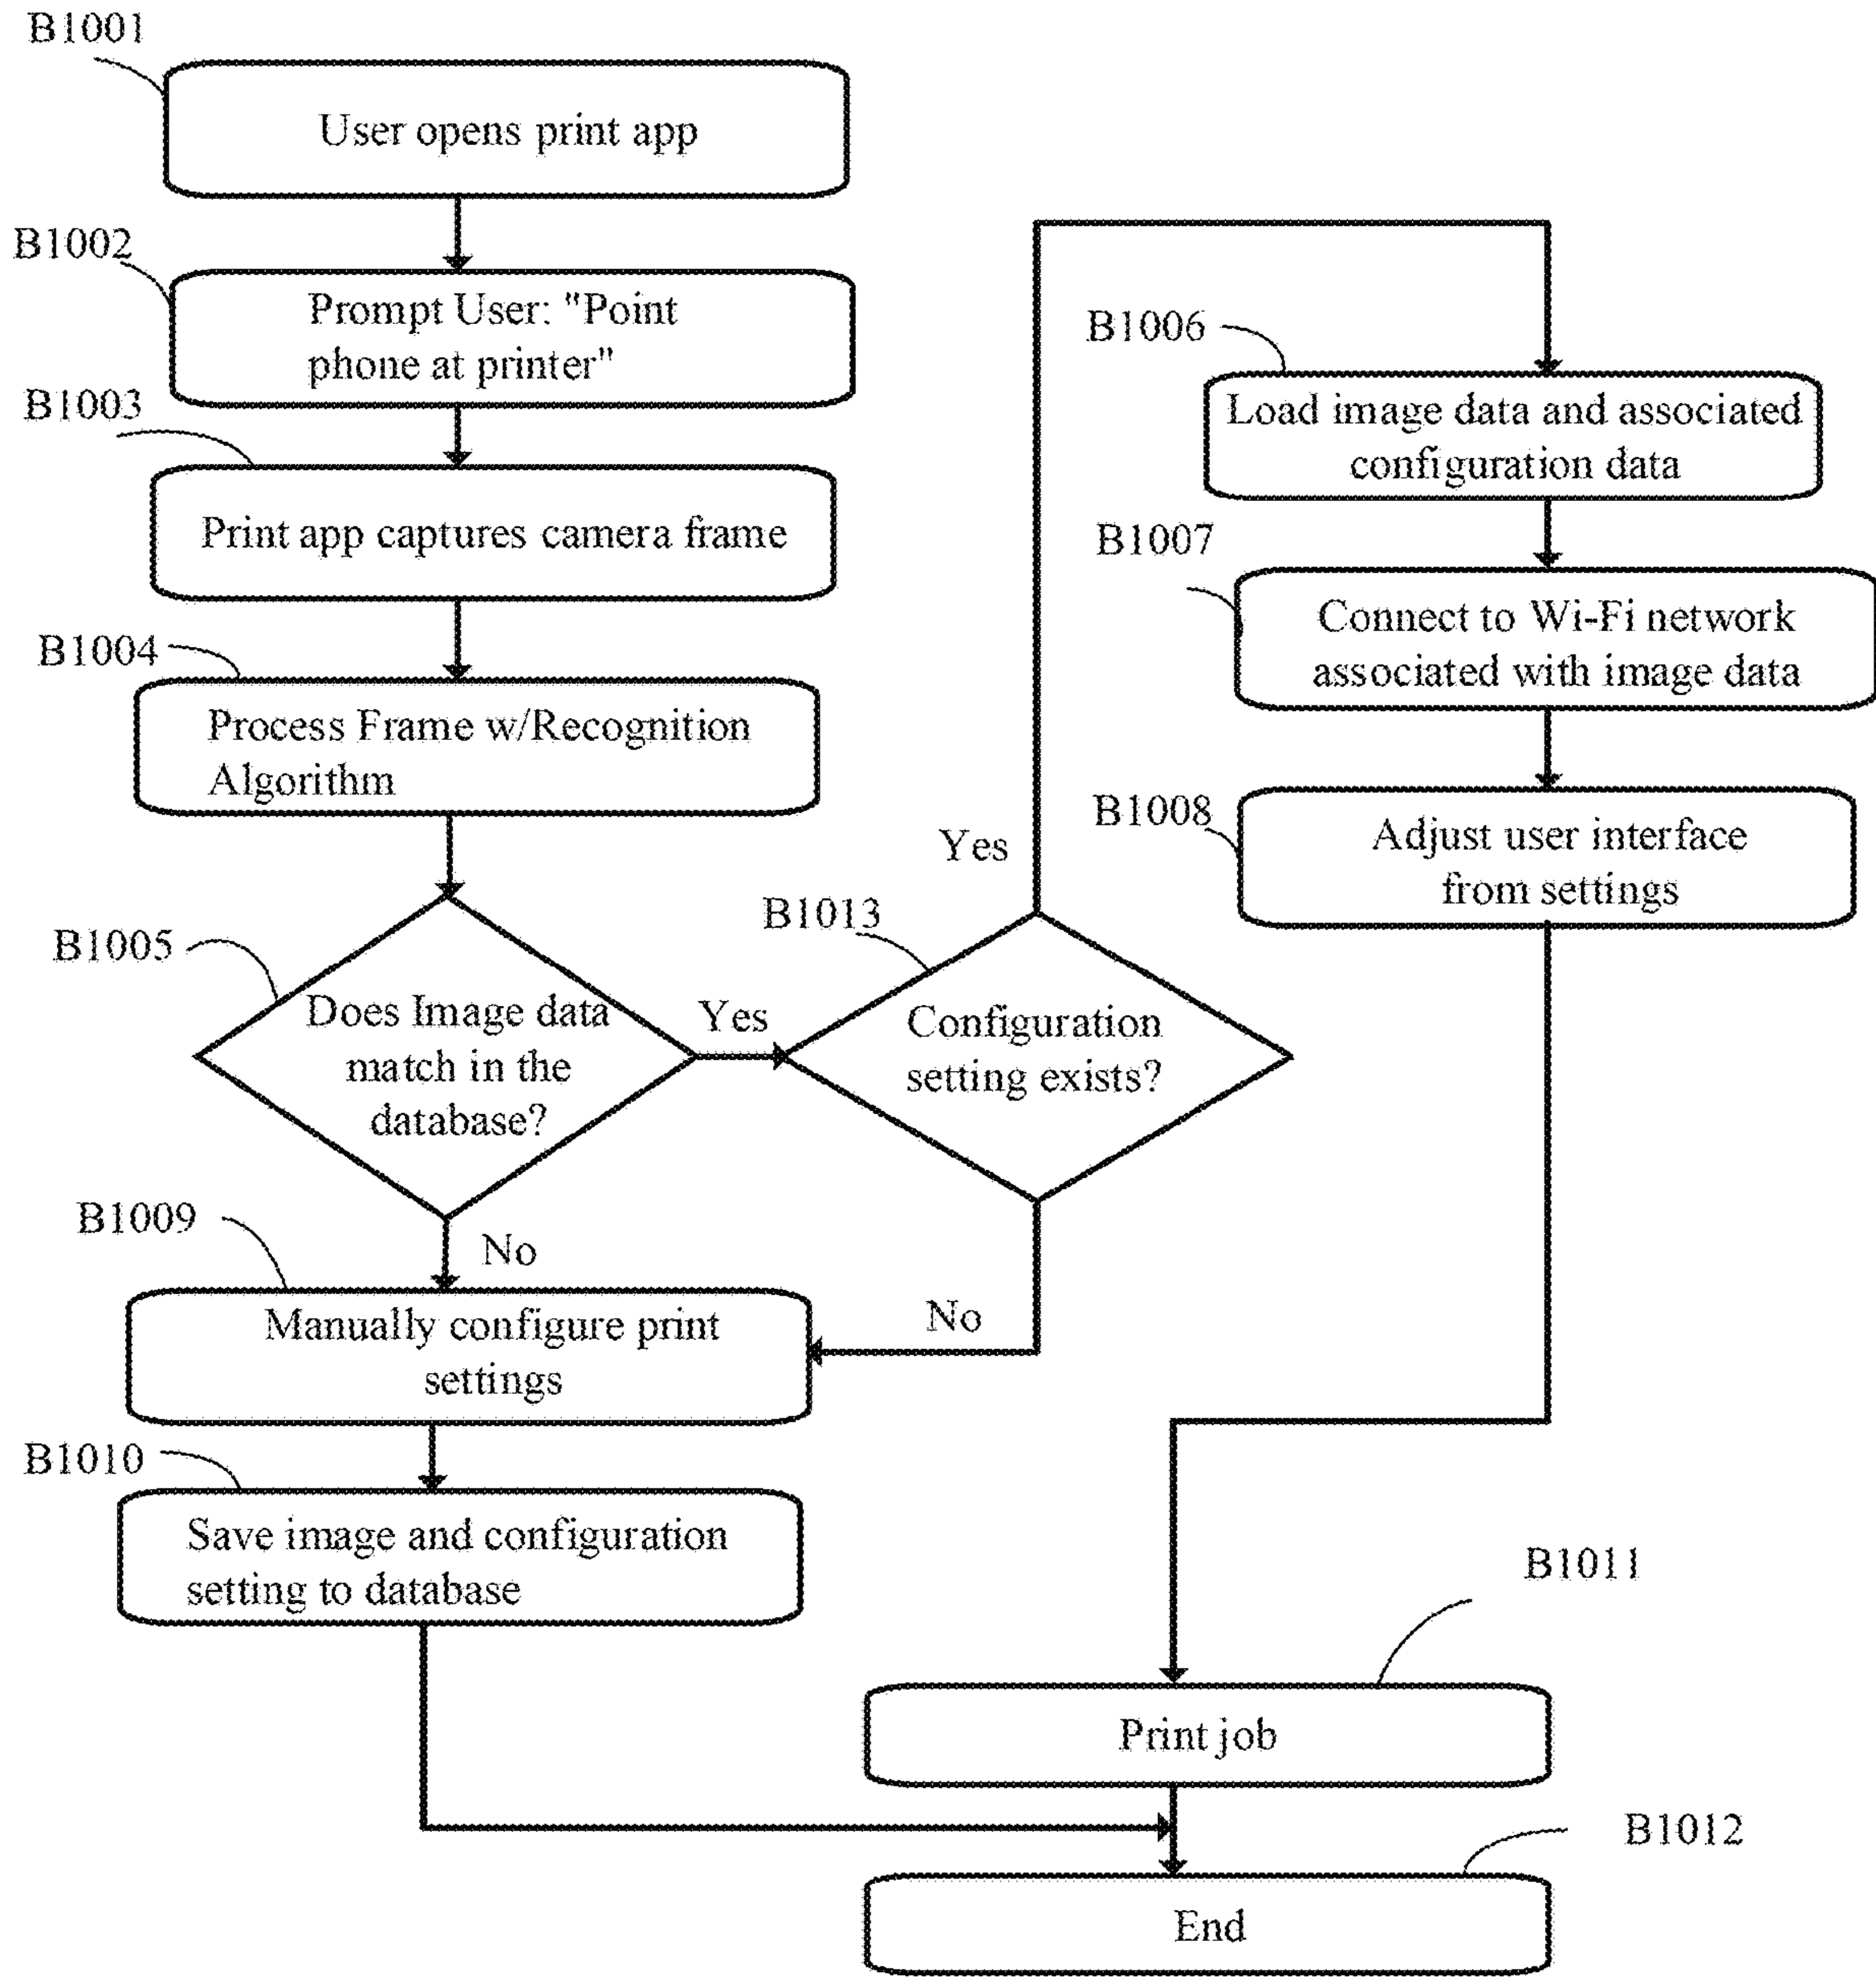 B1001
User opens print app
B1002
Prompt User: "Point
phone at printer"
B1003
Print app captures camera frame
B1004
Process Frame w/Recognition
Algorithm
B1005
Does Image data
match in the
database?
Yes
No
B1013
Configuration
setting exists?
Yes
No
B1006
Load image data and associated
configuration data
B1007
Connect to Wi-Fi network
associated with image data
B1008
Adjust user interface
from settings
B1009
Manually configure print
settings
B1010
Save image and configuration
setting to database
B1011
Print job
B1012
End